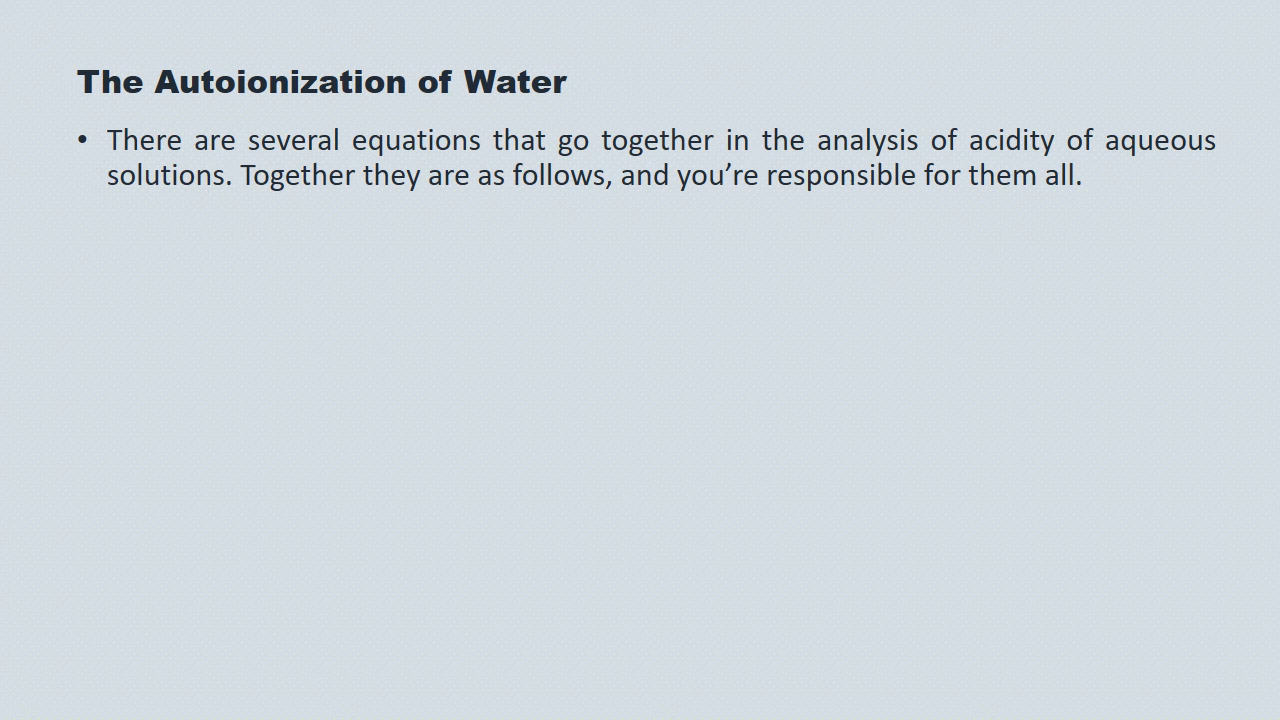 The Autoionization of Water
• There are several equations that go together in the analysis of acidity of aqueous
solutions. Together they are as follows, and you’re responsible for them all.